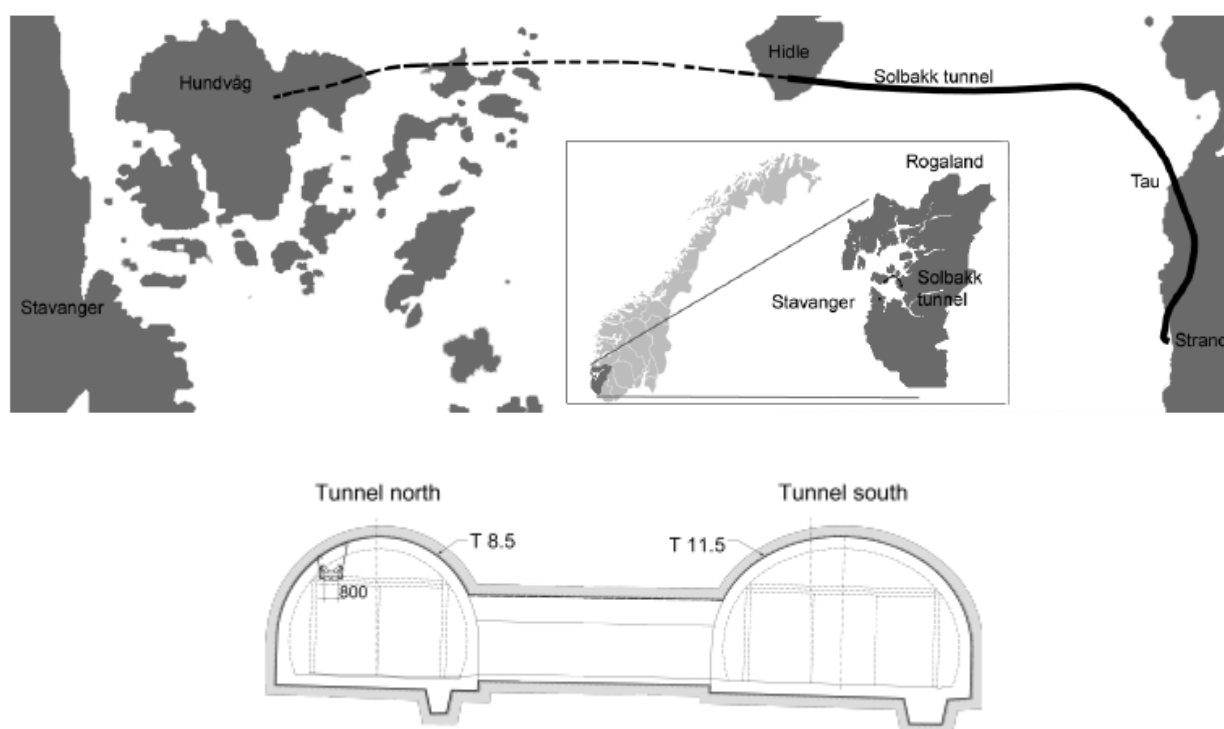 Hundvåg
Hidle
Solbakk tunnel
Tau
Stavanger
Strand
Rogaland
Stavanger
Solbakk
tunnel
Tunnel north
Tunnel south
T 8.5
T 11.5
800